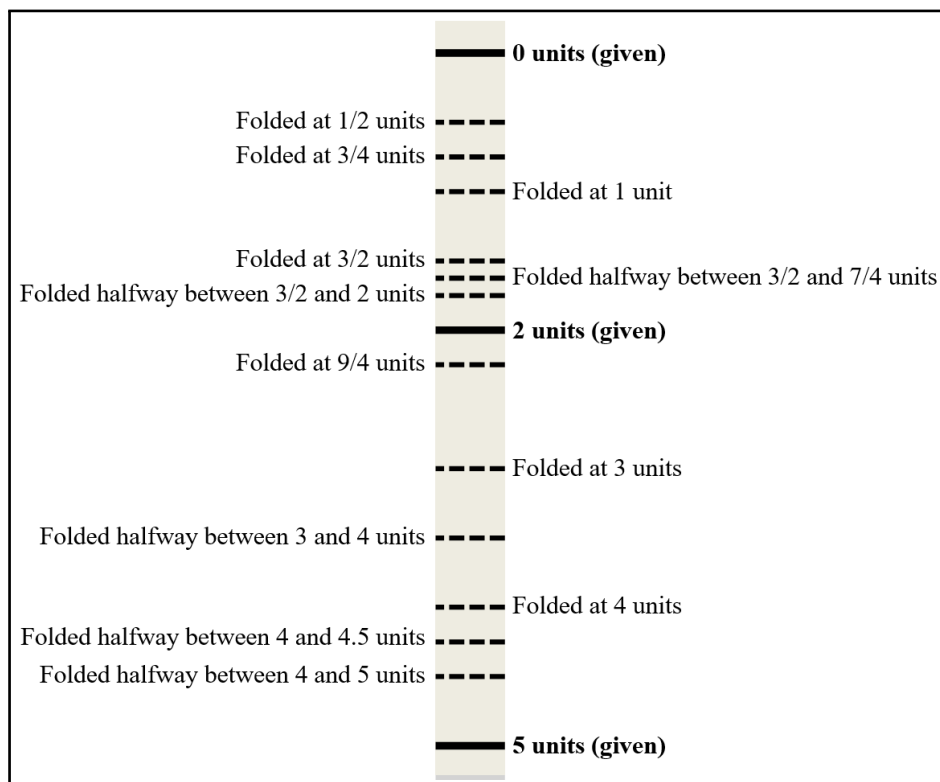 0 units (given)
Folded at 1/2 units
Folded at 3/4 units
Folded at 1 unit
Folded at 3/2 units
Folded halfway between 3/2 and 7/4 units
Folded halfway between 3/2 and 2 units
2 units (given)
Folded at 9/4 units
Folded at 3 units
Folded halfway between 3 and 4 units
Folded at 4 units
Folded halfway between 4 and 4.5 units
Folded halfway between 4 and 5 units
5 units (given)